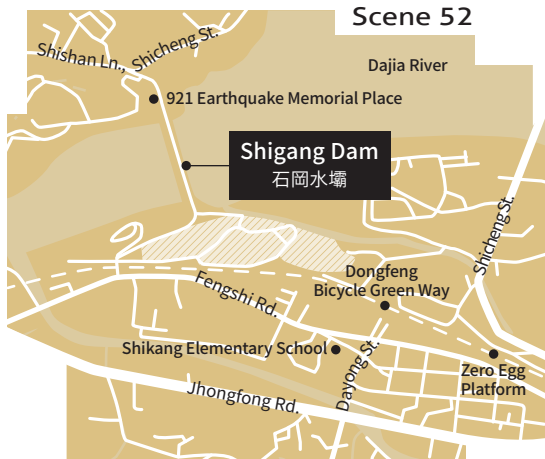 Scene 52
Shishan Ln., Shicheng St.
Dajia River
921 Earthquake Memorial Place
Shigang Dam
石岡水壩
Shicheng St.
Dongfeng
Bicycle Green Way
Fengshi Rd.
Shikang Elementary School
Dayong St.
Zero Egg
Platform
Jhongfong Rd.